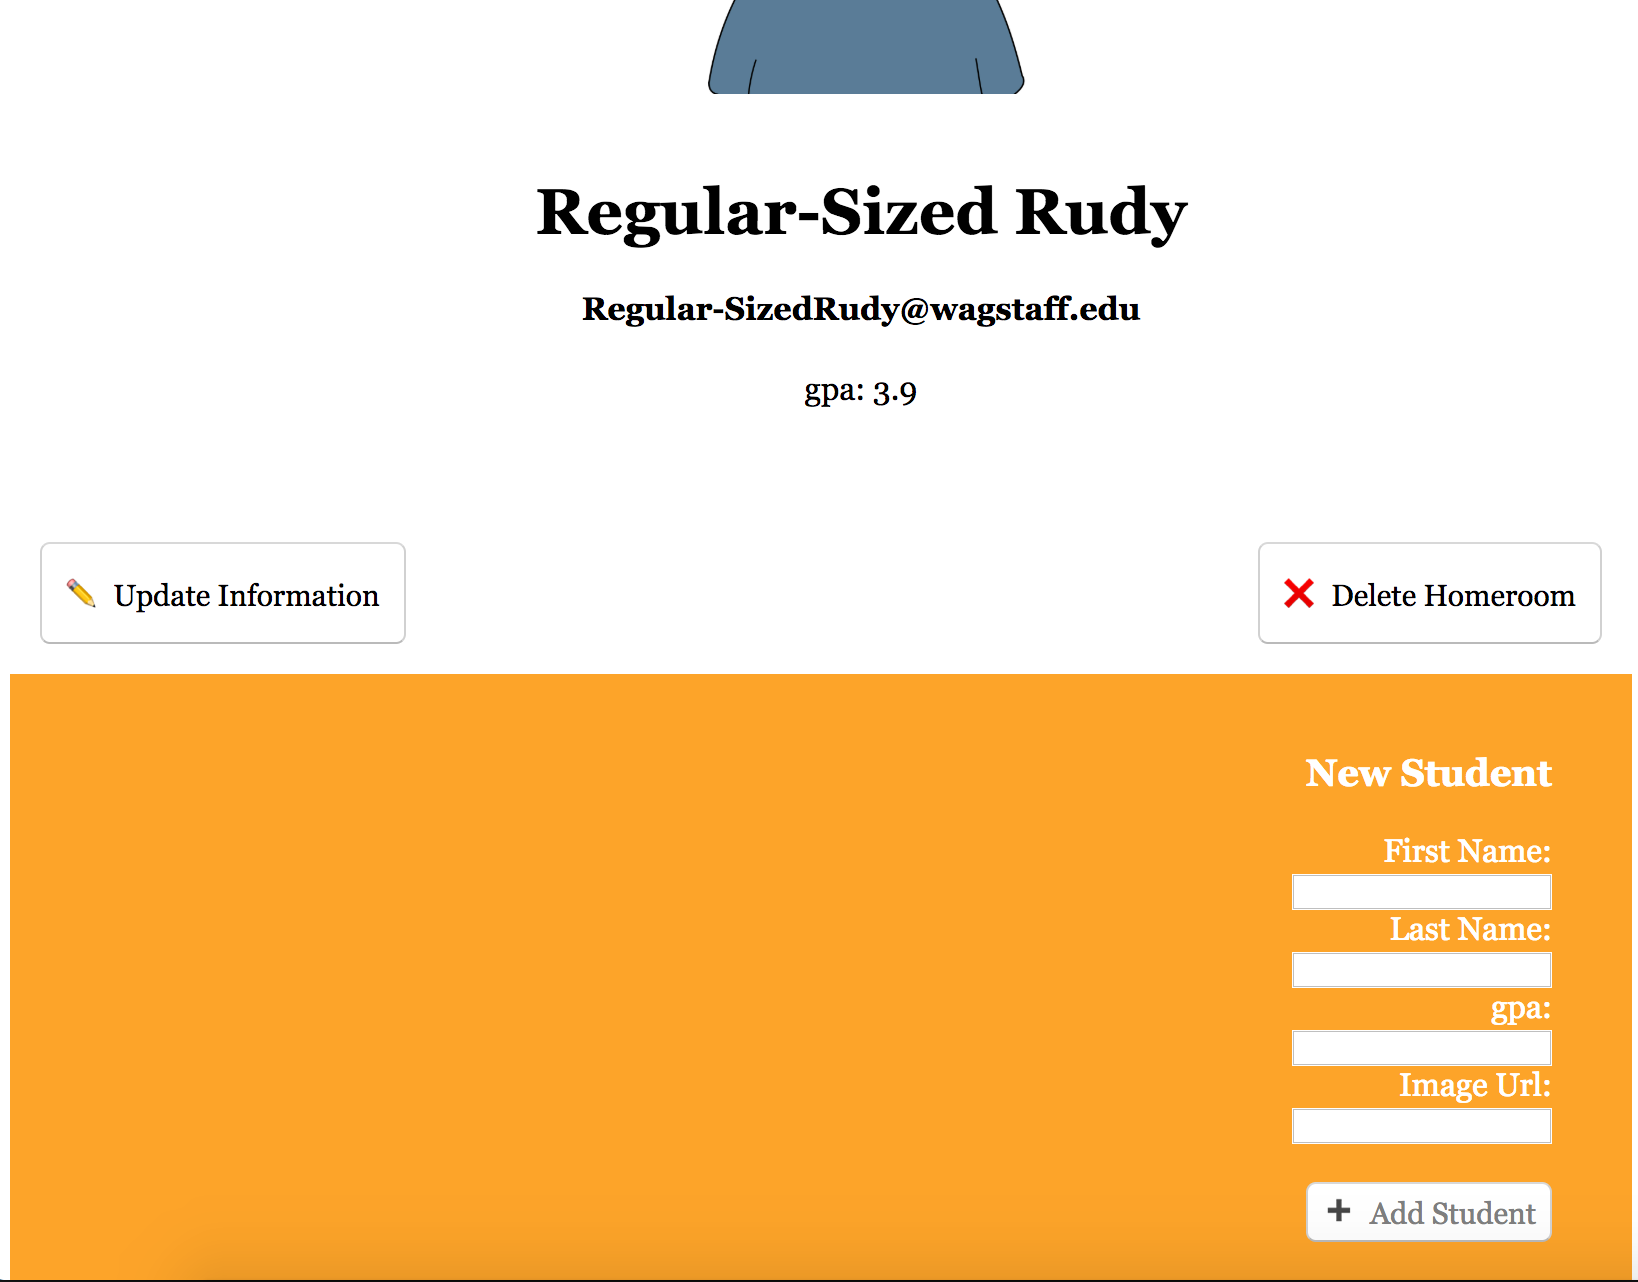 Regular-Sized Rudy
Regular-SizedRudy@wagstaff.edu
gpa: 3.9
Update Information
Delete Homeroom
New Student
First Name:
Last Name:
gpa:
Image Url:
Add Student